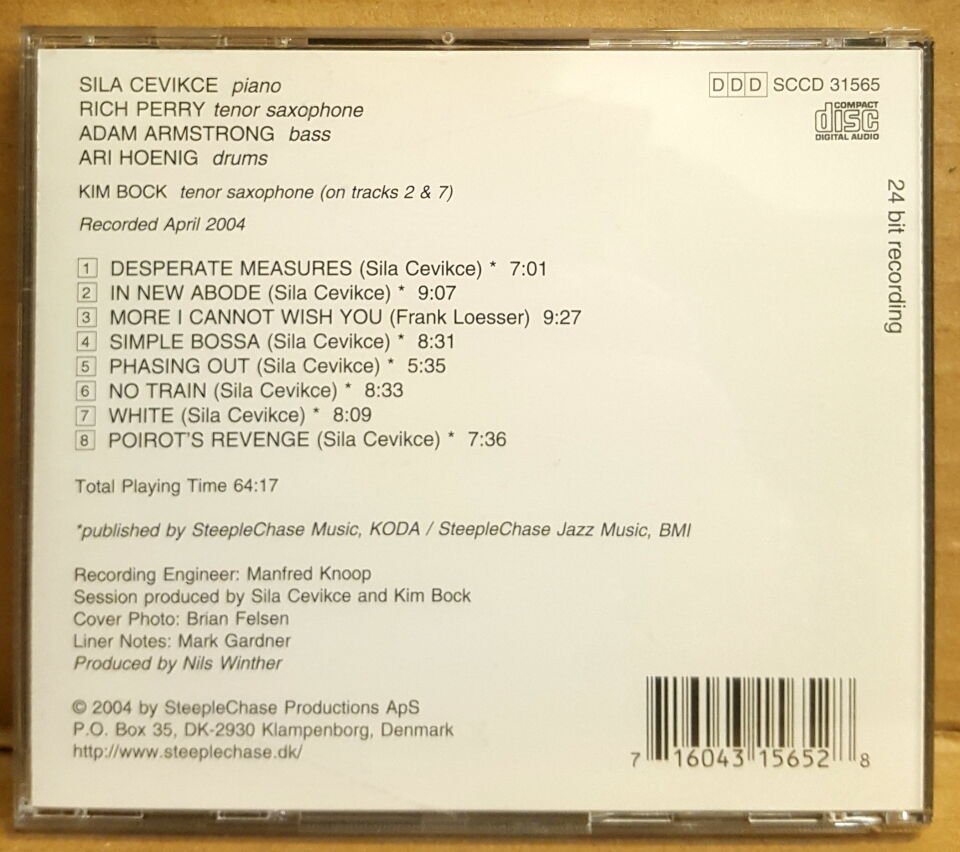 SILA CEVIKCE piano
RICH PERRY tenor saxophone
ADAM ARMSTRONG bass
ARI HOENIG drums
KIM BOCK tenor saxophone (on tracks 2 & 7)
Recorded April 2004
DDD SCCD 31565
COMPACT
disc
DIGITAL AUDIO
24 bit recording
1 DESPERATE MEASURES (Sila Cevikce) * 7:01
2 IN NEW ABODE (Sila Cevikce) * 9:07
3 MORE I CANNOT WISH YOU (Frank Loesser) 9:27
4 SIMPLE BOSSA (Sila Cevikce) * 8:31
5 PHASING OUT (Sila Cevikce) * 5:35
6 NO TRAIN (Sila Cevikce) * 8:33
7 WHITE (Sila Cevikce) * 8:09
8 POIROT'S REVENGE (Sila Cevikce) * 7:36
Total Playing Time 64:17
*published by SteepleChase Music, KODA / SteepleChase Jazz Music, BMI
Recording Engineer: Manfred Knoop
Session produced by Sila Cevikce and Kim Bock
Cover Photo: Brian Felsen
Liner Notes: Mark Gardner
Produced by Nils Winther
© 2004 by SteepleChase Productions ApS
P.O. Box 35, DK-2930 Klampenborg, Denmark
http://www.steeplechase.dk/
7 16043 15652 8